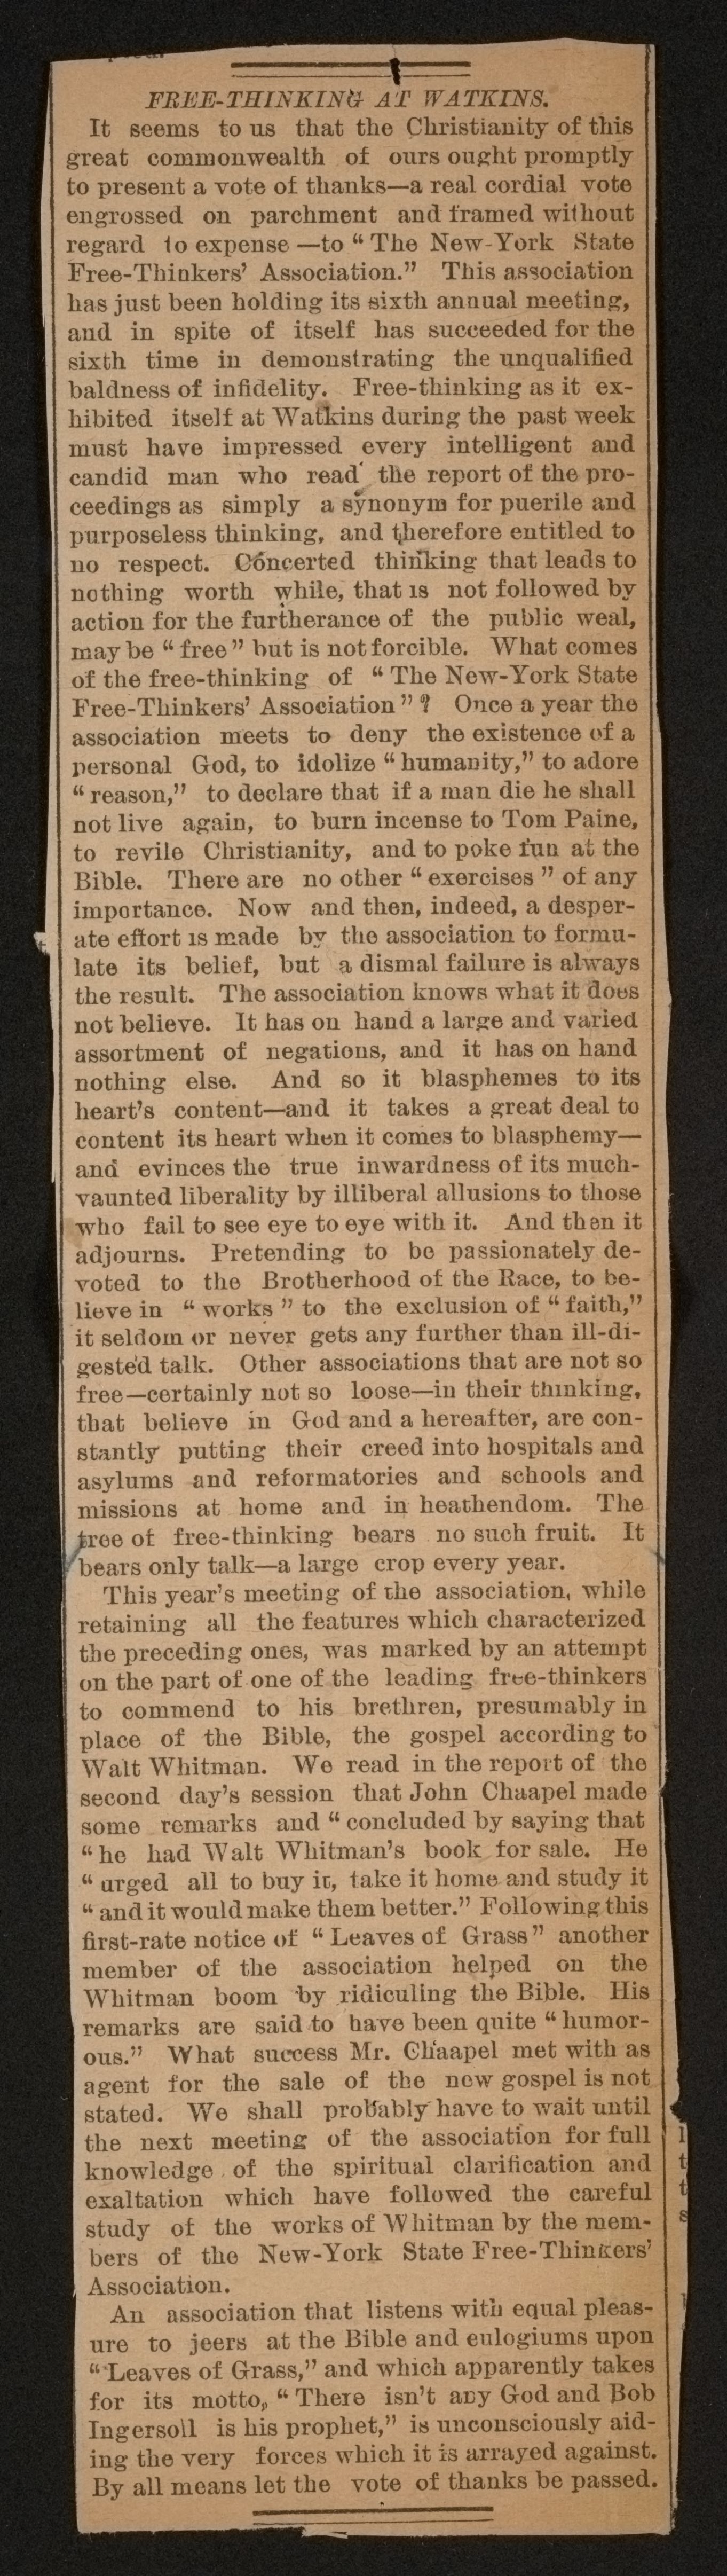 FREE-THINKING AT WATKINS.
It seems to us that the Christianity of this
great commonwealth of ours ought promptly
to present a vote of thanks—a real cordial vote
engrossed on parchment and framed without
regard to expense—to “The New-York State
Free-Thinkers’ Association.” This association
has just been holding its sixth annual meeting,
and in spite of itself has succeeded for the
sixth time in demonstrating the unqualified
baldness of infidelity. Free-thinking as it ex-
hibited itself at Watkins during the past week
must have impressed every intelligent and
candid man who read the report of the pro-
ceedings as simply a synonym for puerile and
purposeless thinking, and therefore entitled to
no respect. Concerted thinking that leads to
nothing worth while, that is not followed by
action for the furtherance of the public weal,
may be “free” but is not forcible. What comes
of the free-thinking of “The New-York State
Free-Thinkers’ Association”? Once a year the
association meets to deny the existence of a
personal God, to idolize “humanity,” to adore
“reason,” to declare that if a man die he shall
not live again, to burn incense to Tom Paine,
to revile Christianity, and to poke fun at the
Bible. There are no other “exercises” of any
importance. Now and then, indeed, a desper-
ate effort is made by the association to formu-
late its belief, but a dismal failure is always
the result. The association knows what it does
not believe. It has on hand a large and varied
assortment of negations, and it has on hand
nothing else. And so it blasphemes to its
heart’s content—and it takes a great deal to
content its heart when it comes to blasphemy—
and evinces the true inwardness of its much-
vaunted liberality by illiberal allusions to those
who fail to see eye to eye with it. And then it
adjourns. Pretending to be passionately de-
voted to the Brotherhood of the Race, to be-
lieve in “works” to the exclusion of “faith,”
it seldom or never gets any further than ill-di-
gested talk. Other associations that are not so
free—certainly not so loose—in their thinking,
that believe in God and a hereafter, are con-
stantly putting their creed into hospitals and
asylums and reformatories and schools and
missions at home and in heathendom. The
tree of free-thinking bears no such fruit. It
bears only talk—a large crop every year.
This year’s meeting of the association, while
retaining all the features which characterized
the preceding ones, was marked by an attempt
on the part of one of the leading free-thinkers
to commend to his brethren, presumably in
place of the Bible, the gospel according to
Walt Whitman. We read in the report of the
second day’s session that John Chaapel made
some remarks and “concluded by saying that
“he had Walt Whitman’s book for sale. He
“urged all to buy it, take it home and study it
“and it would make them better.” Following this
first-rate notice of “Leaves of Grass” another
member of the association helped on the
Whitman boom by ridiculing the Bible. His
remarks are said to have been quite “humor-
ous.” What success Mr. Chaapel met with as
agent for the sale of the new gospel is not
stated. We shall probably have to wait until
the next meeting of the association for full
knowledge of the spiritual clarification and
exaltation which have followed the careful
study of the works of Whitman by the mem-
bers of the New-York State Free-Thinkers’
Association.
An association that listens with equal pleas-
ure to jeers at the Bible and eulogiums upon
“Leaves of Grass,” and which apparently takes
for its motto, “There isn’t any God and Bob
Ingersoll is his prophet,” is unconsciously aid-
ing the very forces which it is arrayed against.
By all means let the vote of thanks be passed.